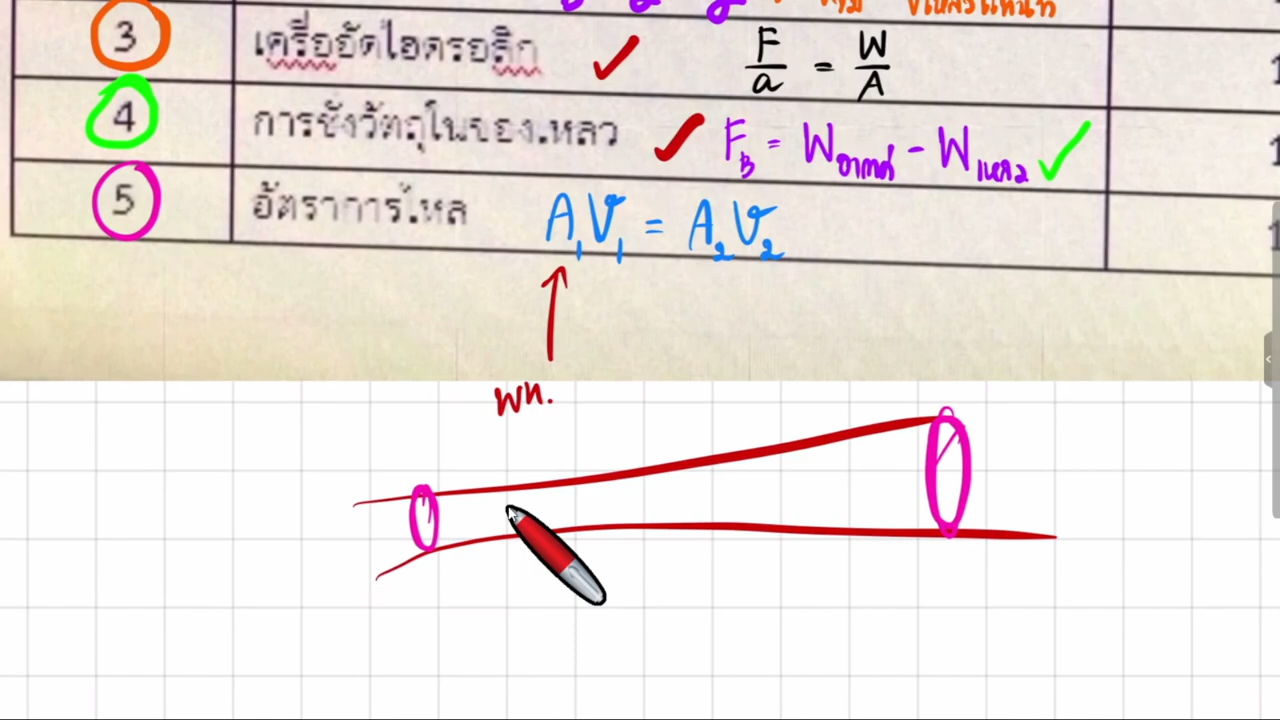 3 เครื่ออัดไฮดรอลิก F/a = W/A
4 การชั่งวัตถุในของเหลว F_B = W_อากาศ - W_เหลว
5 อัตราการไหล A₁V₁ = A₂V₂
พท.